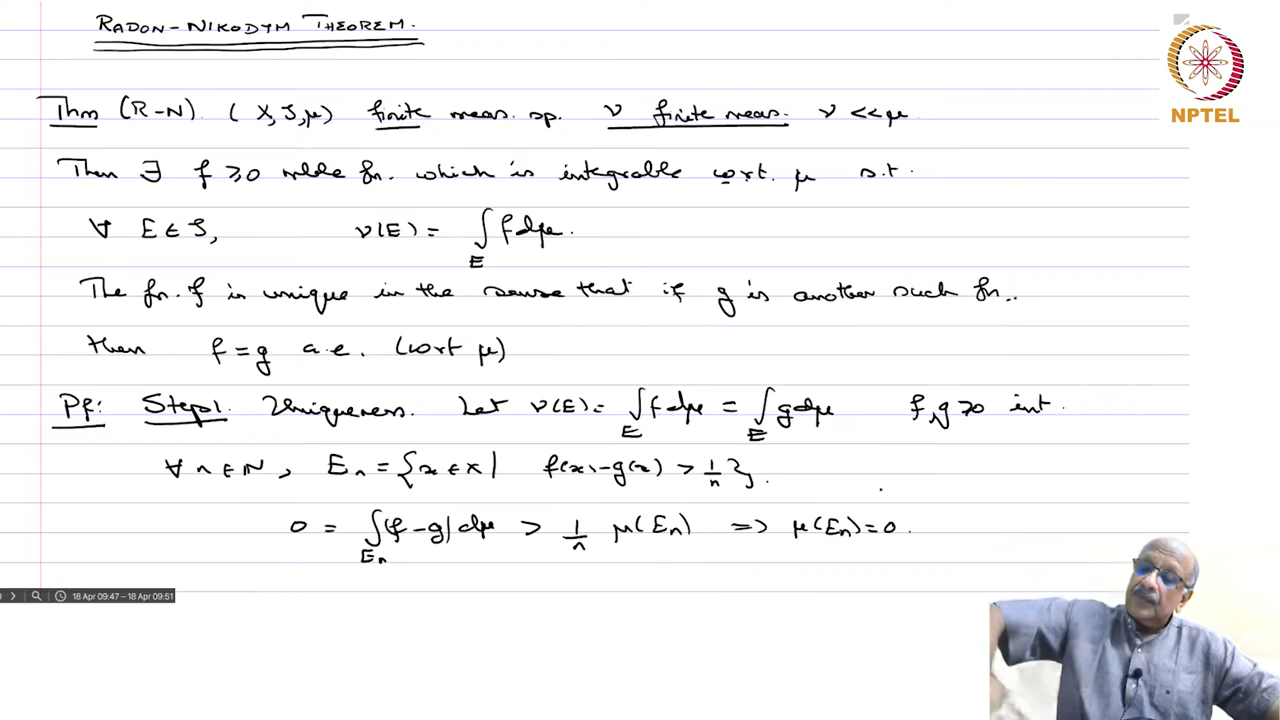 RADON-NIKODYM THEOREM.
NPTEL
Thm (R-N). (X,S,μ) finite meas. sp. ν finite meas. ν << μ
Then ∃ f ≥ 0 mble fn. which is integrable w.r.t. μ s.t.
∀ E ∈ S, ν(E) = ∫_E f dμ.
The fn. f is unique in the sense that if g is another such fn..
then f = g a.e. (wrt μ)
Pf: Step1. Uniqueness. Let ν(E) = ∫_E f dμ = ∫_E g dμ f,g ≥ 0 int.
∀ n ∈ ℕ, E_n = {x ∈ X | f(x) - g(x) > 1/n}.
0 = ∫_{E_n} (f - g) dμ > 1/n μ(E_n) ⇒ μ(E_n) = 0.
18 Apr 09:47 - 18 Apr 09:51